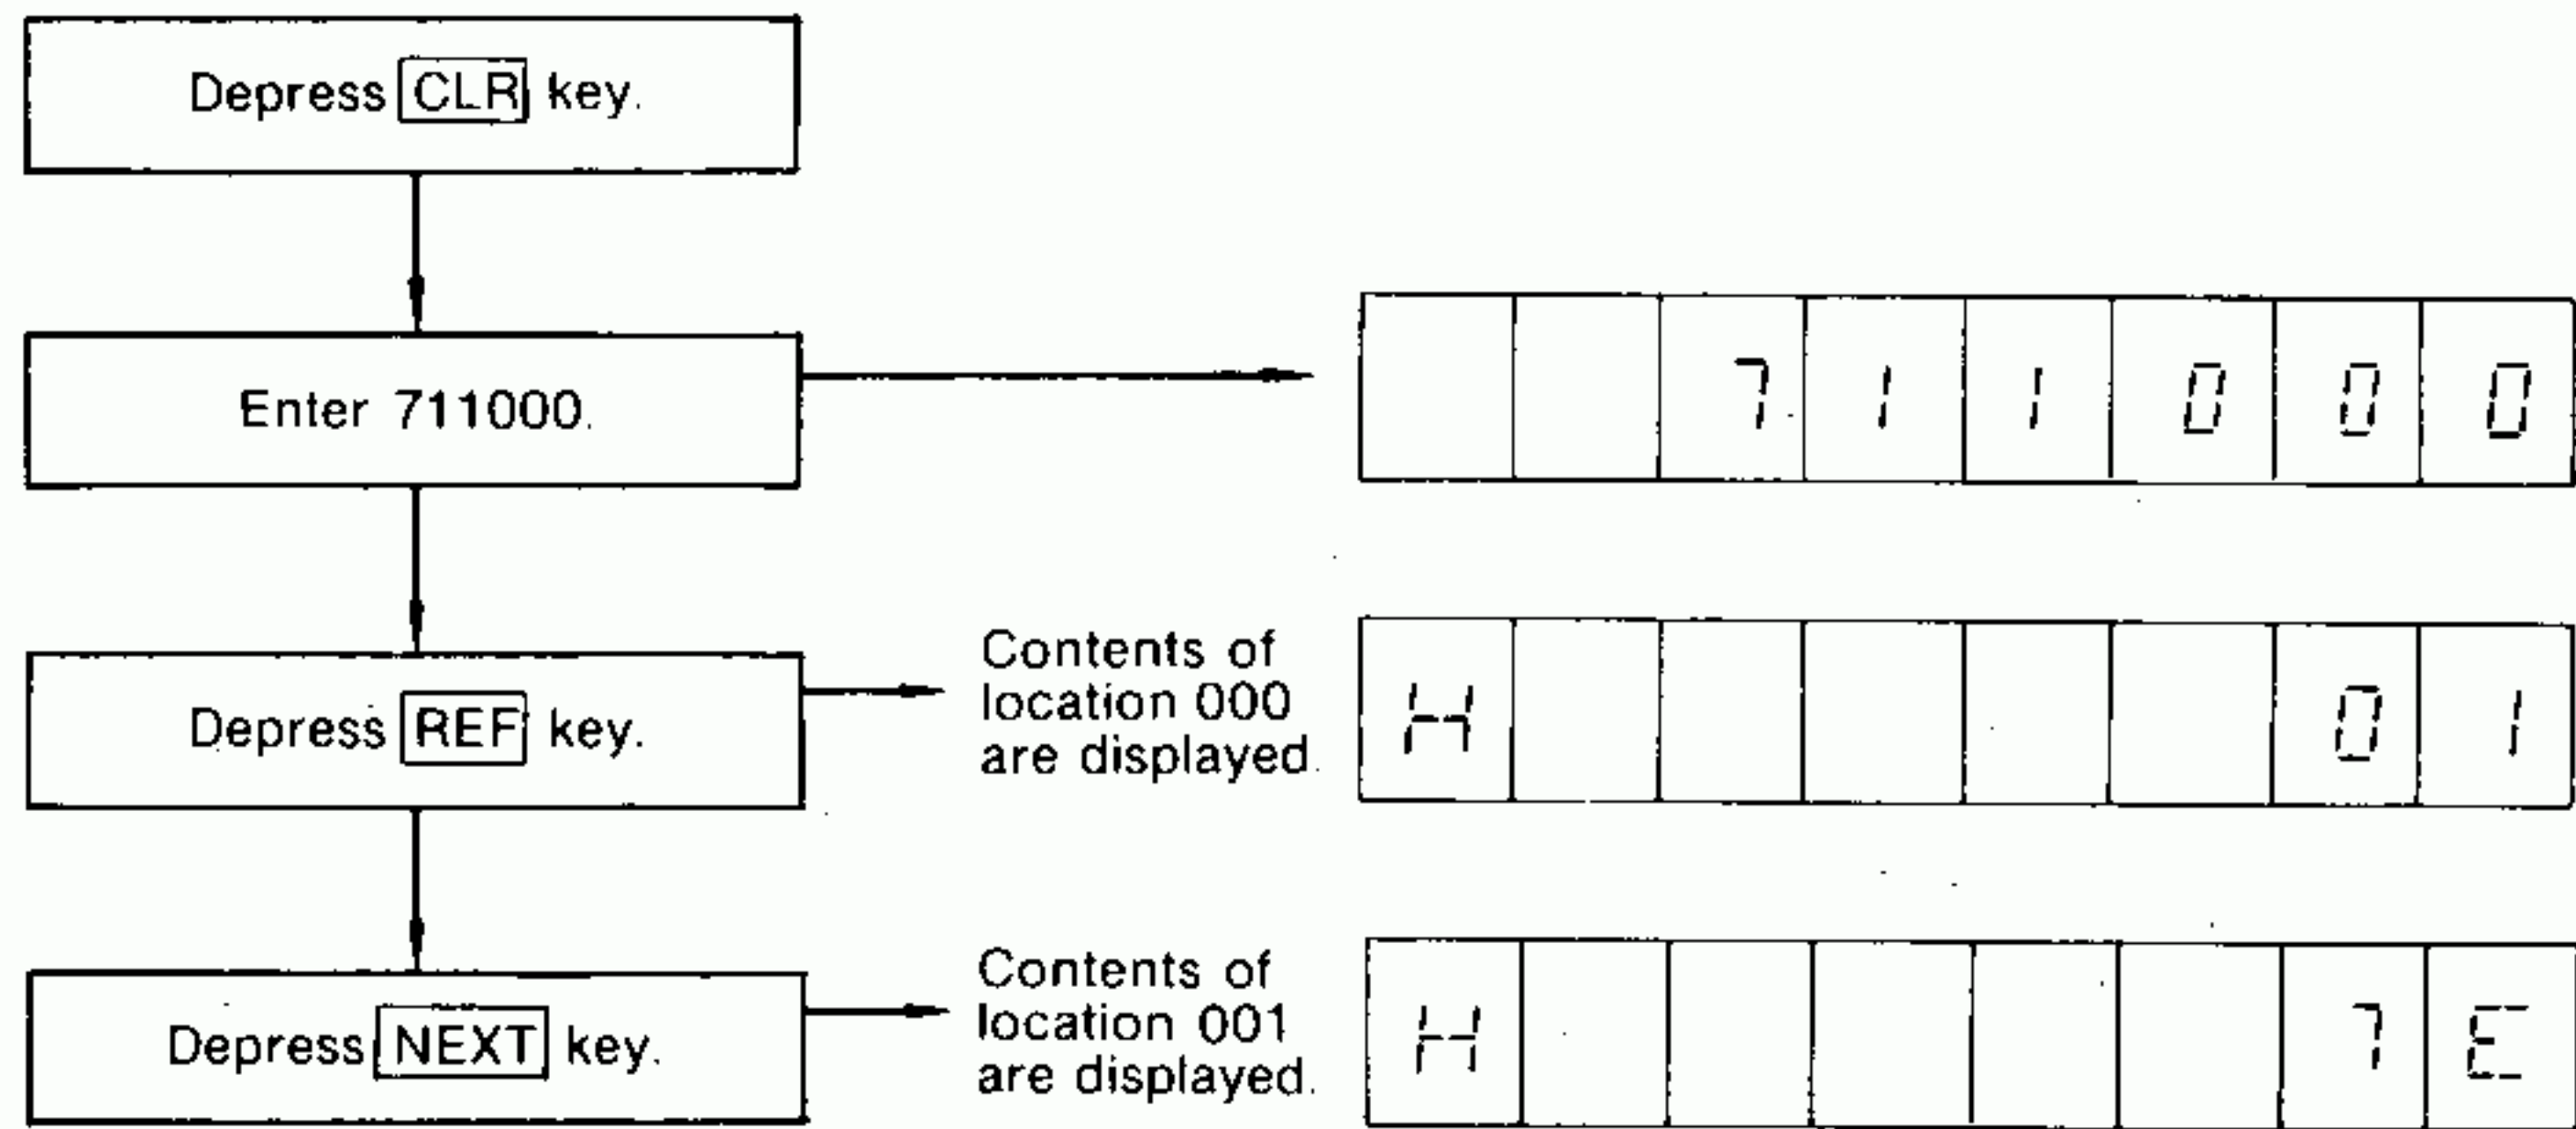 Depress CLR key.
Enter 711000.
7 1 1 0 0 0
Depress REF key.
Contents of
location 000
are displayed.
H 0 1
Depress NEXT key.
Contents of
location 001
are displayed.
H 7 E